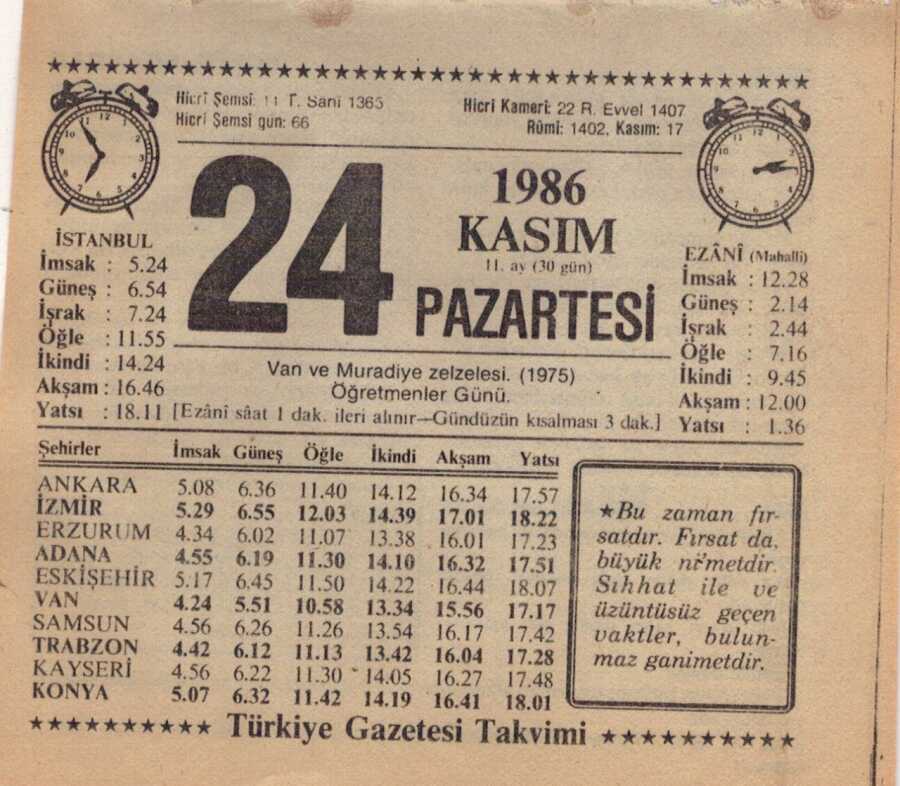 Hicrî Şemsî: 11 T. Sani 1365
Hicrî Şemsî gün: 66
Hicrî Kamerî: 22 R. Evvel 1407
Rûmî: 1402, Kasım: 17
24
1986
KASIM
11. ay (30 gün)
PAZARTESİ
İSTANBUL
İmsak : 5.24
Güneş : 6.54
İşrak : 7.24
Öğle : 11.55
İkindi : 14.24
Akşam : 16.46
Yatsı : 18.11
EZÂNÎ (Mahalli)
İmsak : 12.28
Güneş : 2.14
İşrak : 2.44
Öğle : 7.16
İkindi : 9.45
Akşam : 12.00
Yatsı : 1.36
Van ve Muradiye zelzelesi. (1975)
Öğretmenler Günü.
[Ezânî sâat 1 dak. ileri alınır—Gündüzün kısalması 3 dak.]
Şehirler İmsak Güneş Öğle İkindi Akşam Yatsı
ANKARA 5.08 6.36 11.40 14.12 16.34 17.57
İZMİR 5.29 6.55 12.03 14.39 17.01 18.22
ERZURUM 4.34 6.02 11.07 13.38 16.01 17.23
ADANA 4.55 6.19 11.30 14.10 16.32 17.51
ESKİŞEHİR 5.17 6.45 11.50 14.22 16.44 18.07
VAN 4.24 5.51 10.58 13.34 15.56 17.17
SAMSUN 4.56 6.26 11.26 13.54 16.17 17.42
TRABZON 4.42 6.12 11.13 13.42 16.04 17.28
KAYSERİ 4.56 6.22 11.30 14.05 16.27 17.48
KONYA 5.07 6.32 11.42 14.19 16.41 18.01
★Bu zaman fır-
satdır. Fırsat da,
büyük ni'metdir.
Sıhhat ile ve
üzüntüsüz geçen
vaktler, bulun-
maz ganimetdir.
Türkiye Gazetesi Takvimi